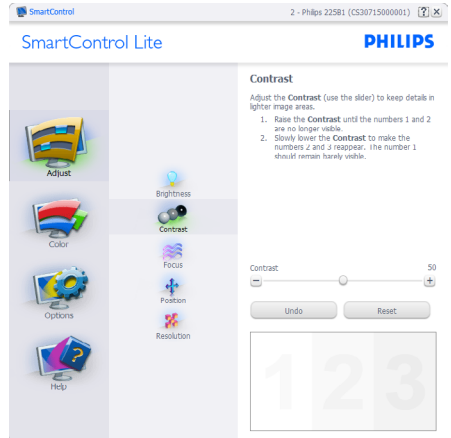 SmartControl
2 - Philips 225B1 (CS30715000001)
? X
SmartControl Lite
PHILIPS
Adjust
Color
Options
Help
Brightness
Contrast
Focus
Position
Resolution
Contrast
Adjust the Contrast (use the slider) to keep details in
lighter image areas.
1. Raise the Contrast until the numbers 1 and 2
are no longer visible.
2. Slowly lower the Contrast to make the
numbers 2 and 3 reappear. The number 1
should remain barely visible.
Contrast 50
Undo Reset
1 2 3